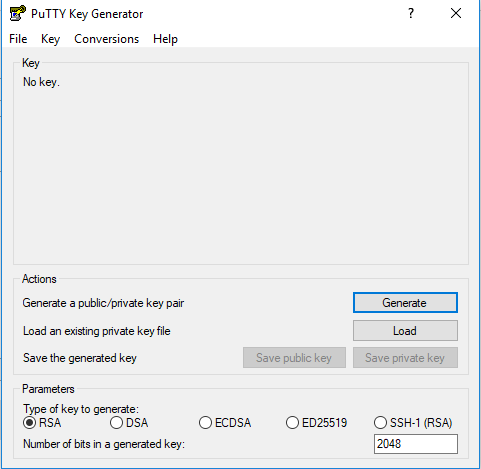 PuTTY Key Generator ?
File Key Conversions Help
Key
No key.
Actions
Generate a public/private key pair Generate
Load an existing private key file Load
Save the generated key Save public key Save private key
Parameters
Type of key to generate:
RSA DSA ECDSA ED25519 SSH-1 (RSA)
Number of bits in a generated key: 2048